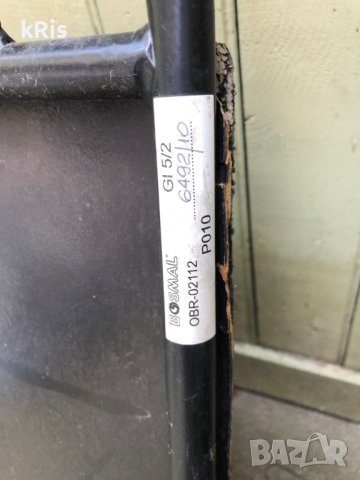 kRis
GI 5/2
6492/10
BOSMAL
OBR-02112
P010
BAZAR